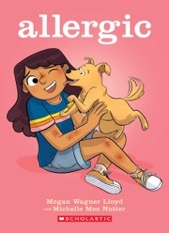 allergic
Megan Wagner Lloyd
and Michelle Mee Nutter
SCHOLASTIC